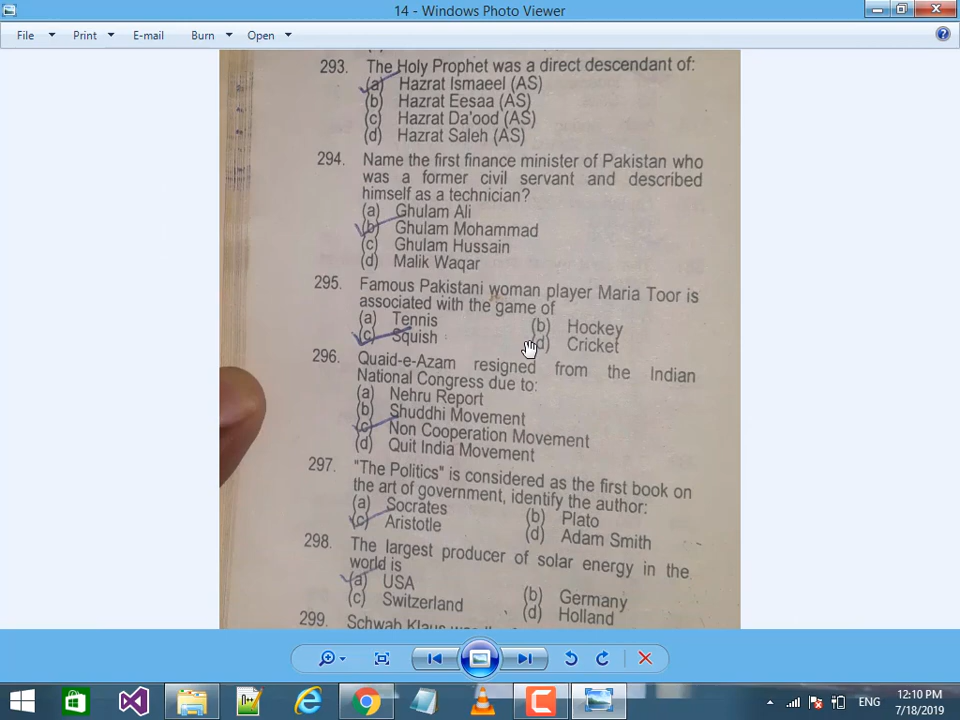 14 - Windows Photo Viewer
File Print E-mail Burn Open
293. The Holy Prophet was a direct descendant of:
(a) Hazrat Ismaeel (AS)
(b) Hazrat Eesaa (AS)
(c) Hazrat Da'ood (AS)
(d) Hazrat Saleh (AS)
294. Name the first finance minister of Pakistan who
was a former civil servant and described
himself as a technician?
(a) Ghulam Ali
(b) Ghulam Mohammad
(c) Ghulam Hussain
(d) Malik Waqar
295. Famous Pakistani woman player Maria Toor is
associated with the game of
(a) Tennis (b) Hockey
(c) Squish (d) Cricket
296. Quaid-e-Azam resigned from the Indian
National Congress due to:
(a) Nehru Report
(b) Shuddhi Movement
(c) Non Cooperation Movement
(d) Quit India Movement
297. "The Politics" is considered as the first book on
the art of government, identify the author:
(a) Socrates (b) Plato
(c) Aristotle (d) Adam Smith
298. The largest producer of solar energy in the
world is
(a) USA (b) Germany
(c) Switzerland (d) Holland
299. Schwab Klaus
ENG
12:10 PM
7/18/2019